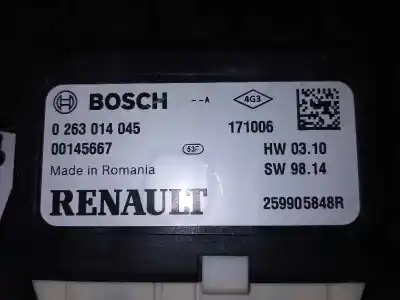 BOSCH --A 4G3
0 263 014 045 171006
00145667 53F HW 03.10
Made in Romania SW 98.14
RENAULT 259905848R